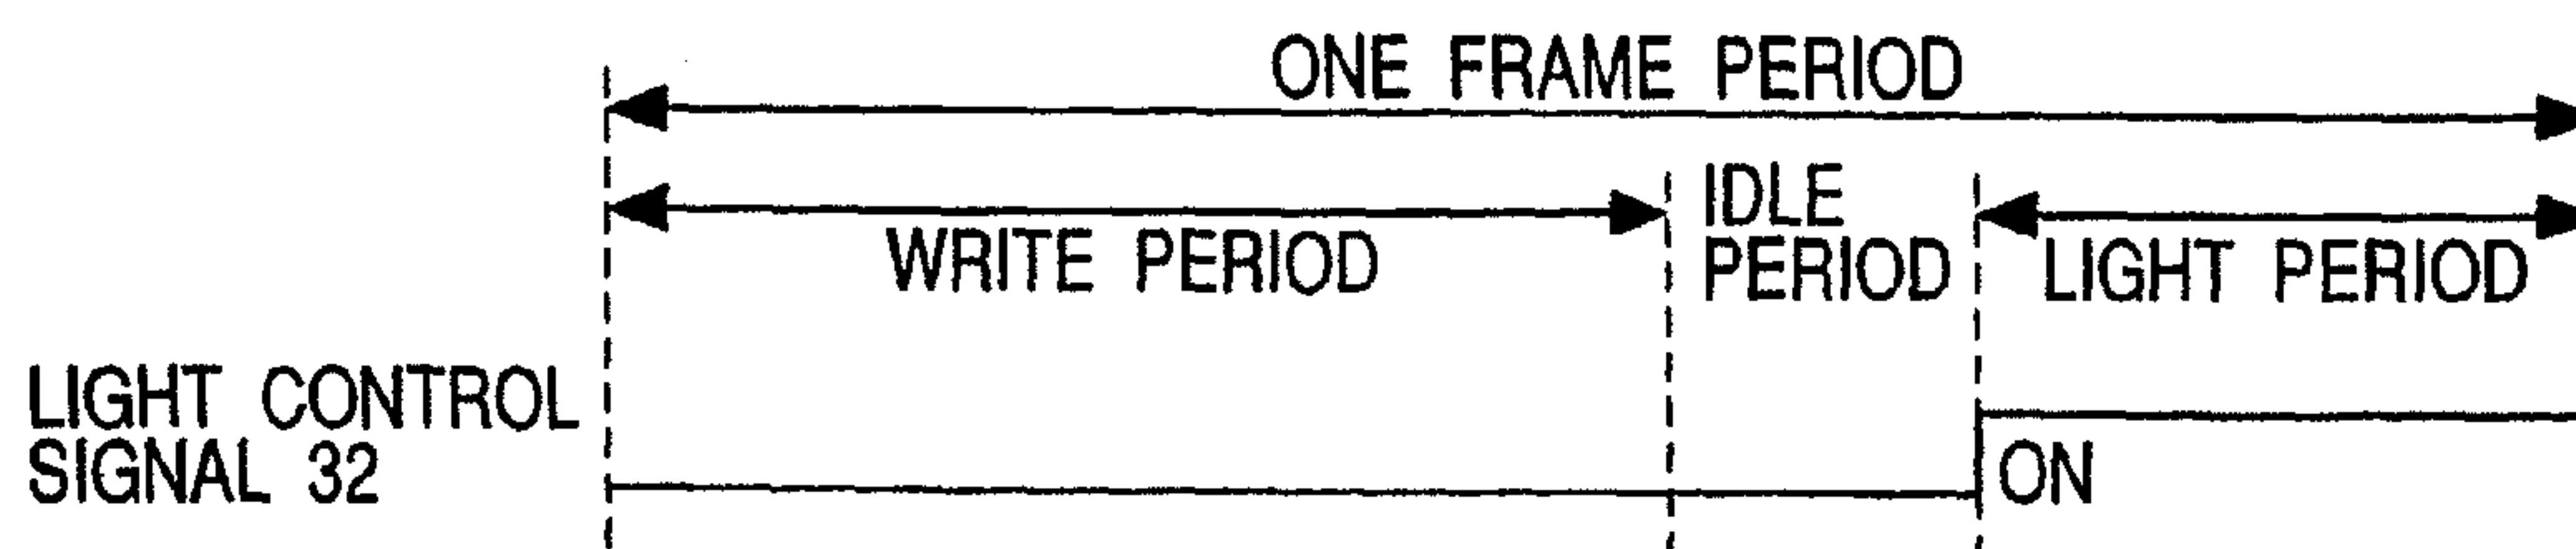 ONE FRAME PERIOD
IDLE
PERIOD
WRITE PERIOD
LIGHT PERIOD
LIGHT CONTROL
SIGNAL 32
ON